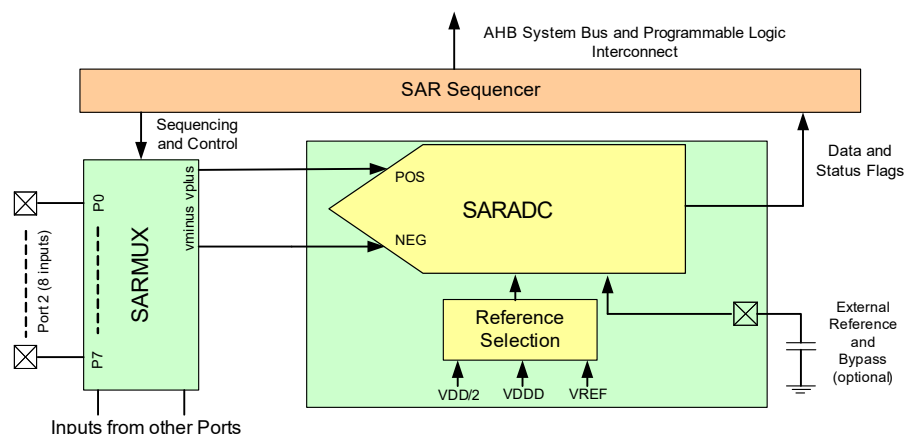 AHB System Bus and Programmable Logic
Interconnect
SAR Sequencer
Sequencing
and Control
Data and
Status Flags
vminus vplus
POS
NEG
SARADC
P0
P7
Port 2 (8 inputs)
SARMUX
Reference
Selection
VDD/2
VDDD
VREF
External
Reference
and
Bypass
(optional)
Inputs from other Ports